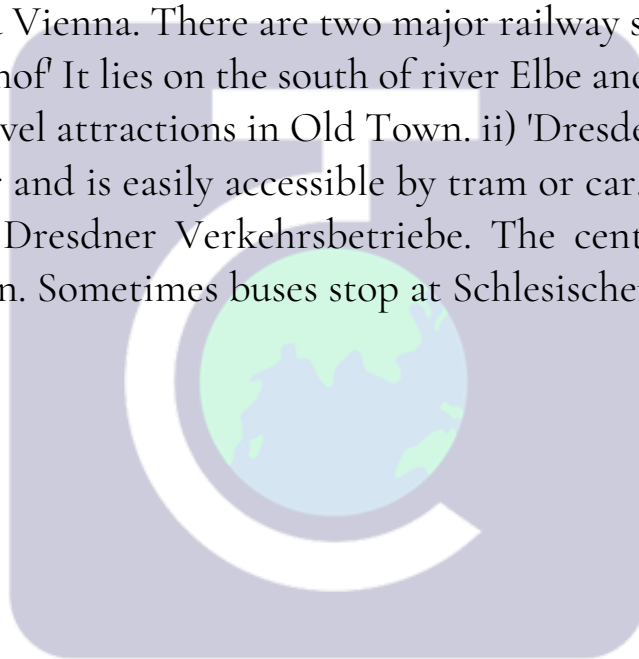 Vienna. There are two major railway s
hof' It lies on the south of river Elbe and
vel attractions in Old Town. ii) 'Dresde
and is easily accessible by tram or car.
Dresdner Verkehrsbetriebe. The cent
n. Sometimes buses stop at Schlesische